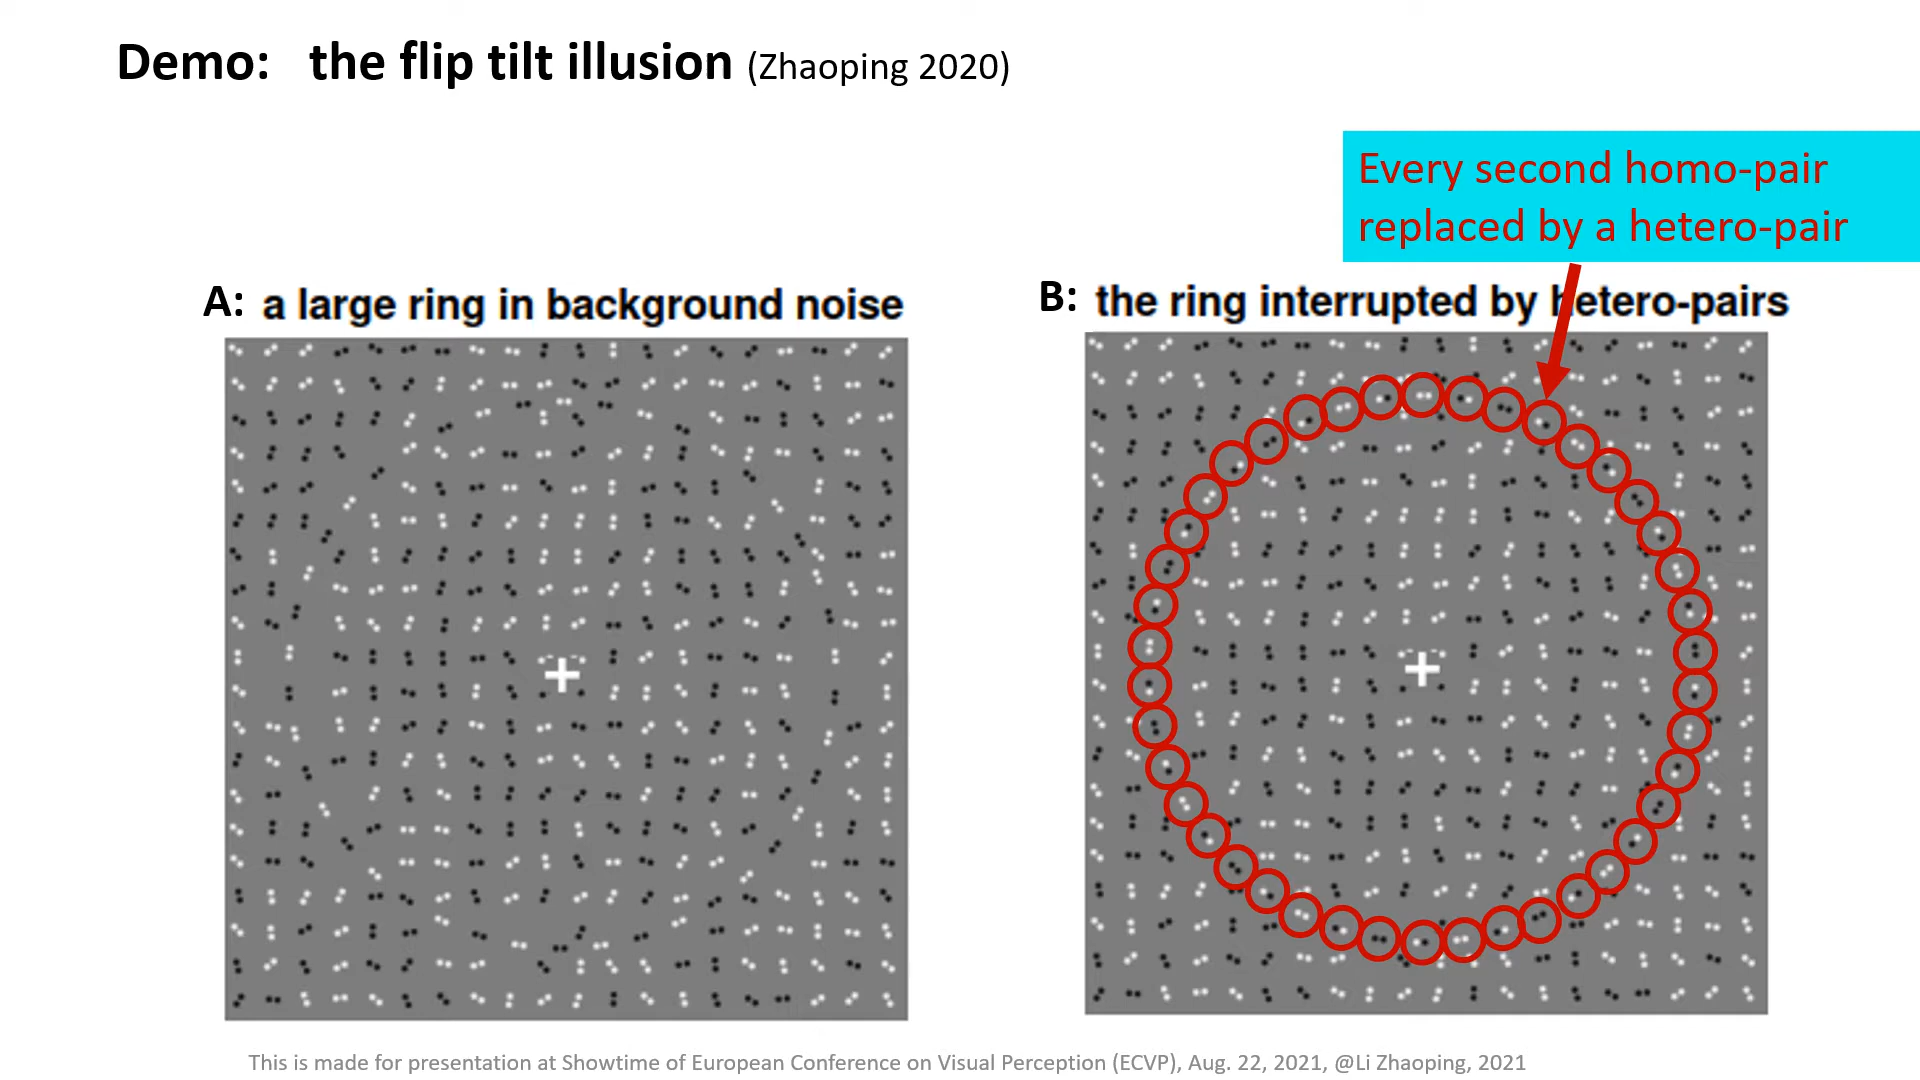 Demo: the flip tilt illusion (Zhaoping 2020)
Every second homo-pair
replaced by a hetero-pair
A: a large ring in background noise
B: the ring interrupted by hetero-pairs
This is made for presentation at Showtime of European Conference on Visual Perception (ECVP), Aug. 22, 2021, @Li Zhaoping, 2021